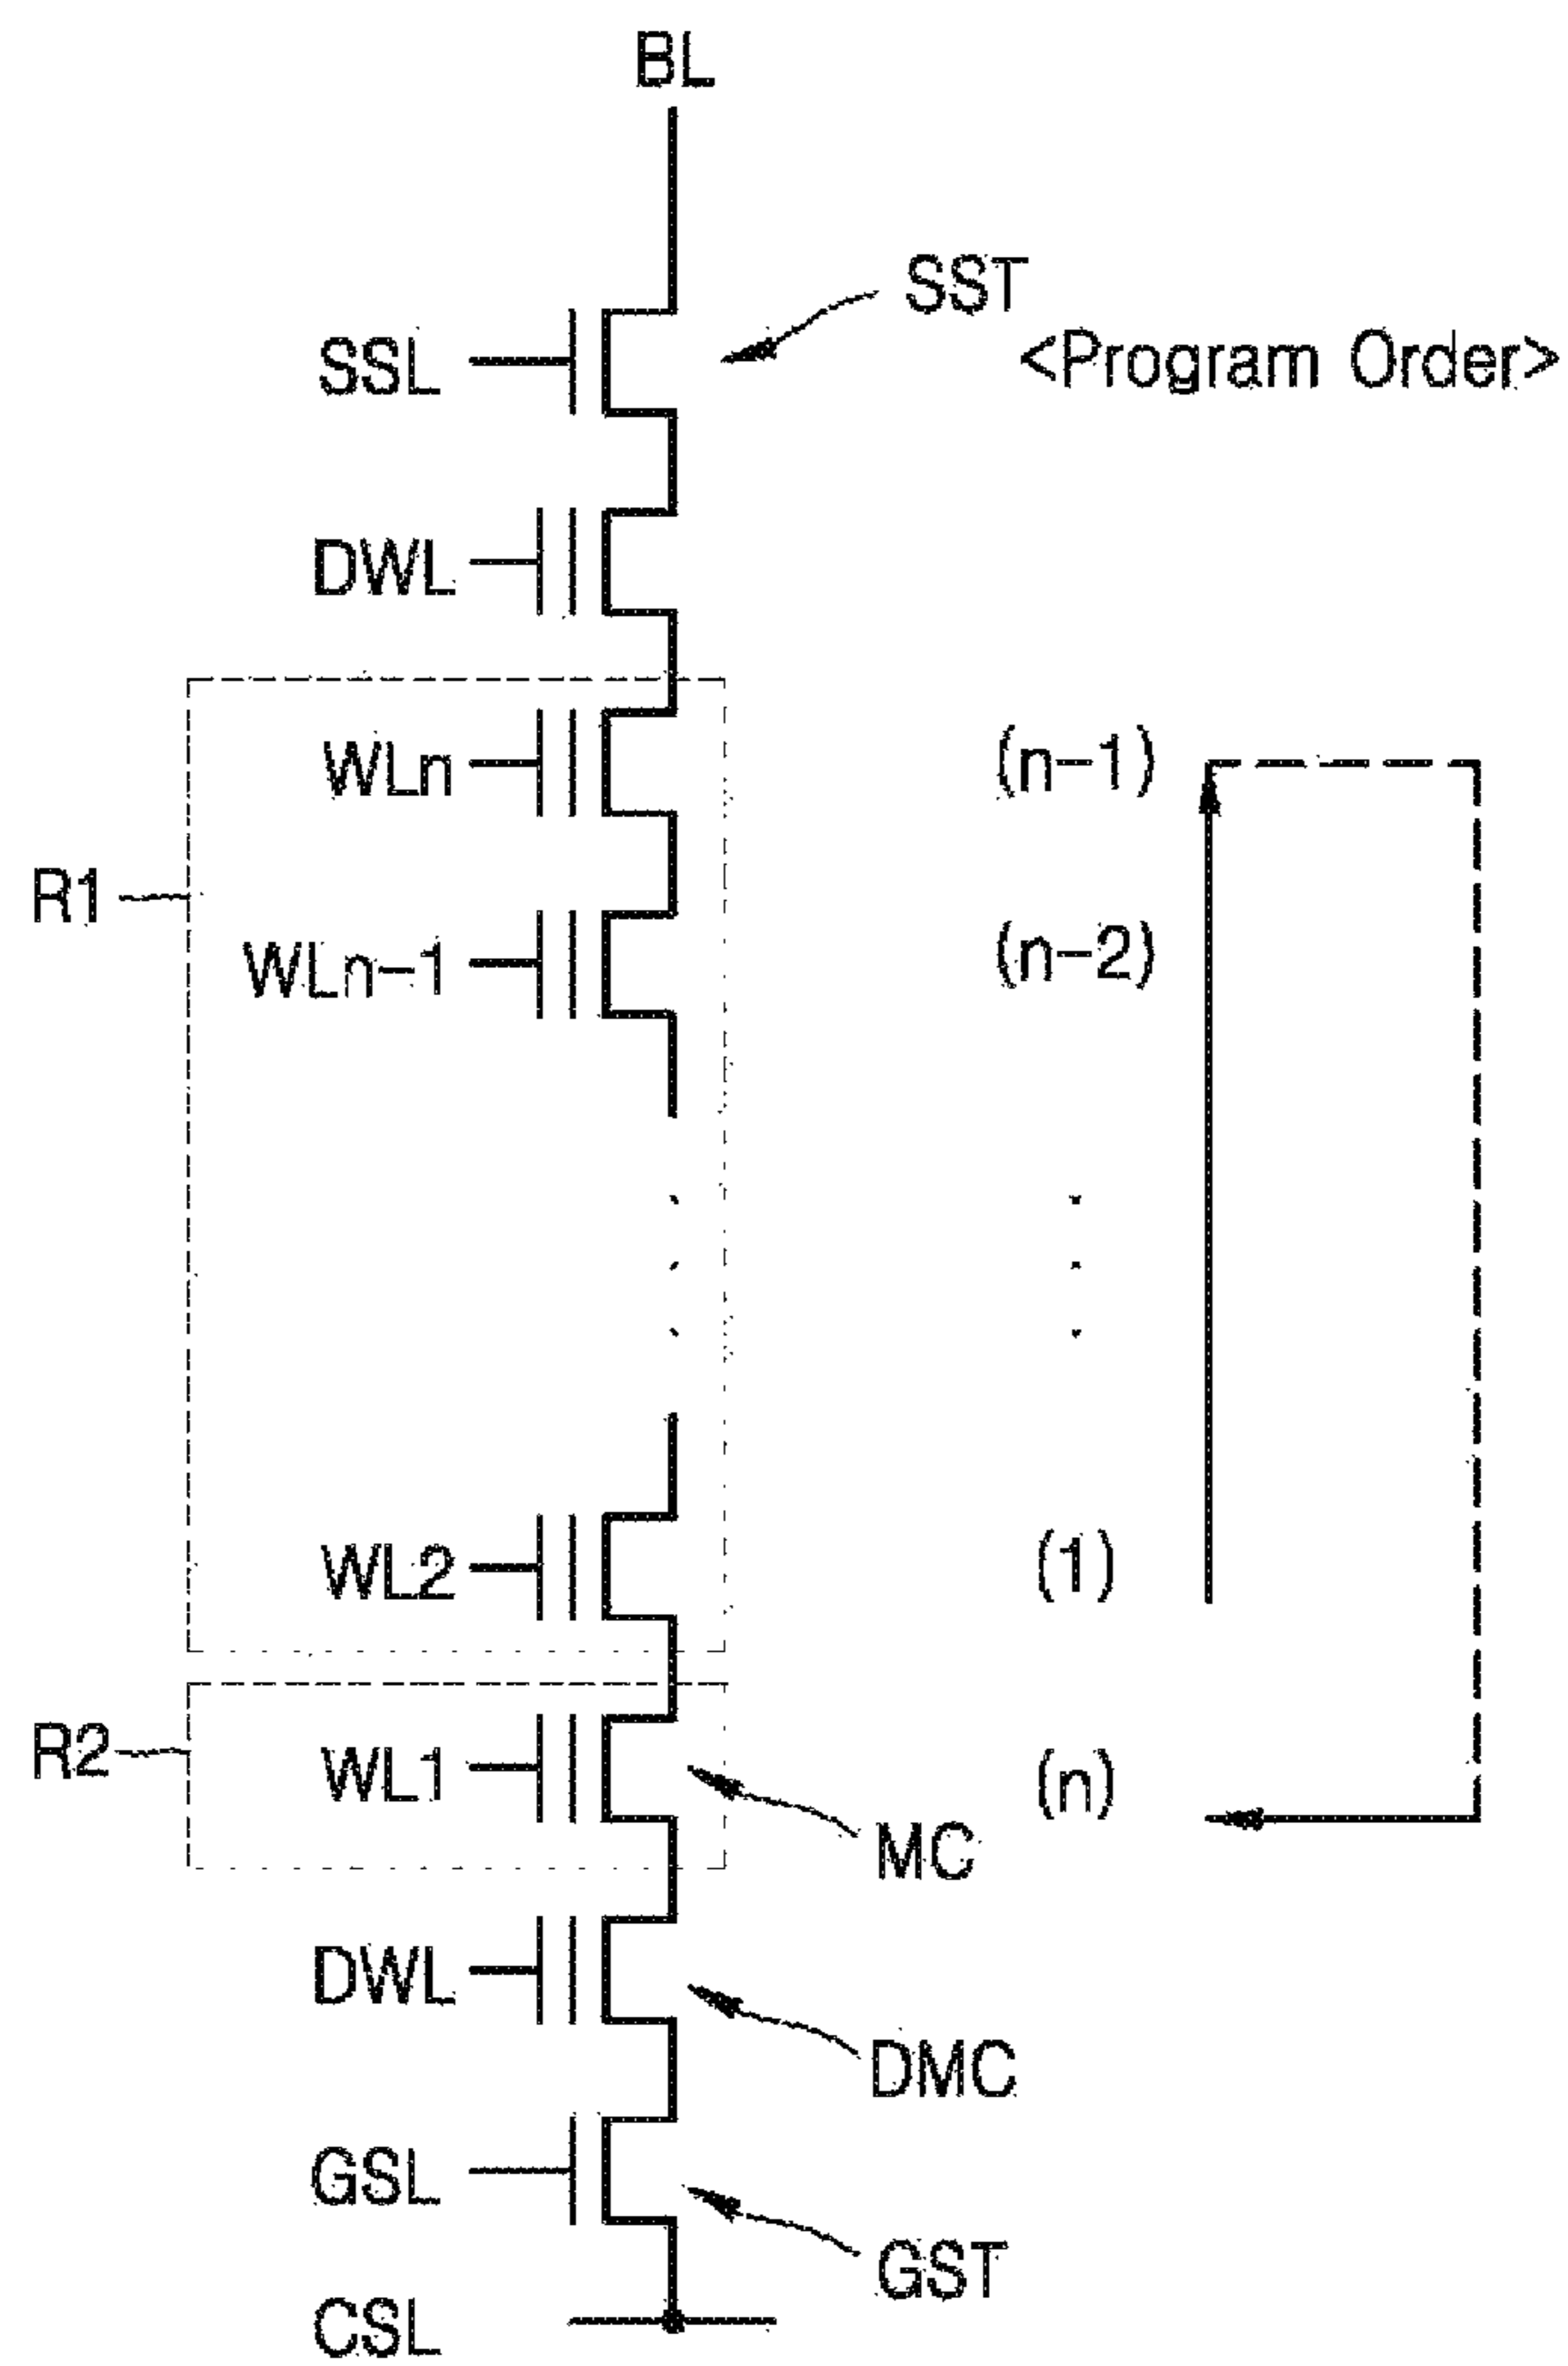 BL
SST
SSL
<Program Order>
DWL
WLn
(n-1)
R1
WLn-1
(n-2)
WL2
(1)
R2
WL1
(n)
MC
DWL
DMC
GSL
GST
CSL